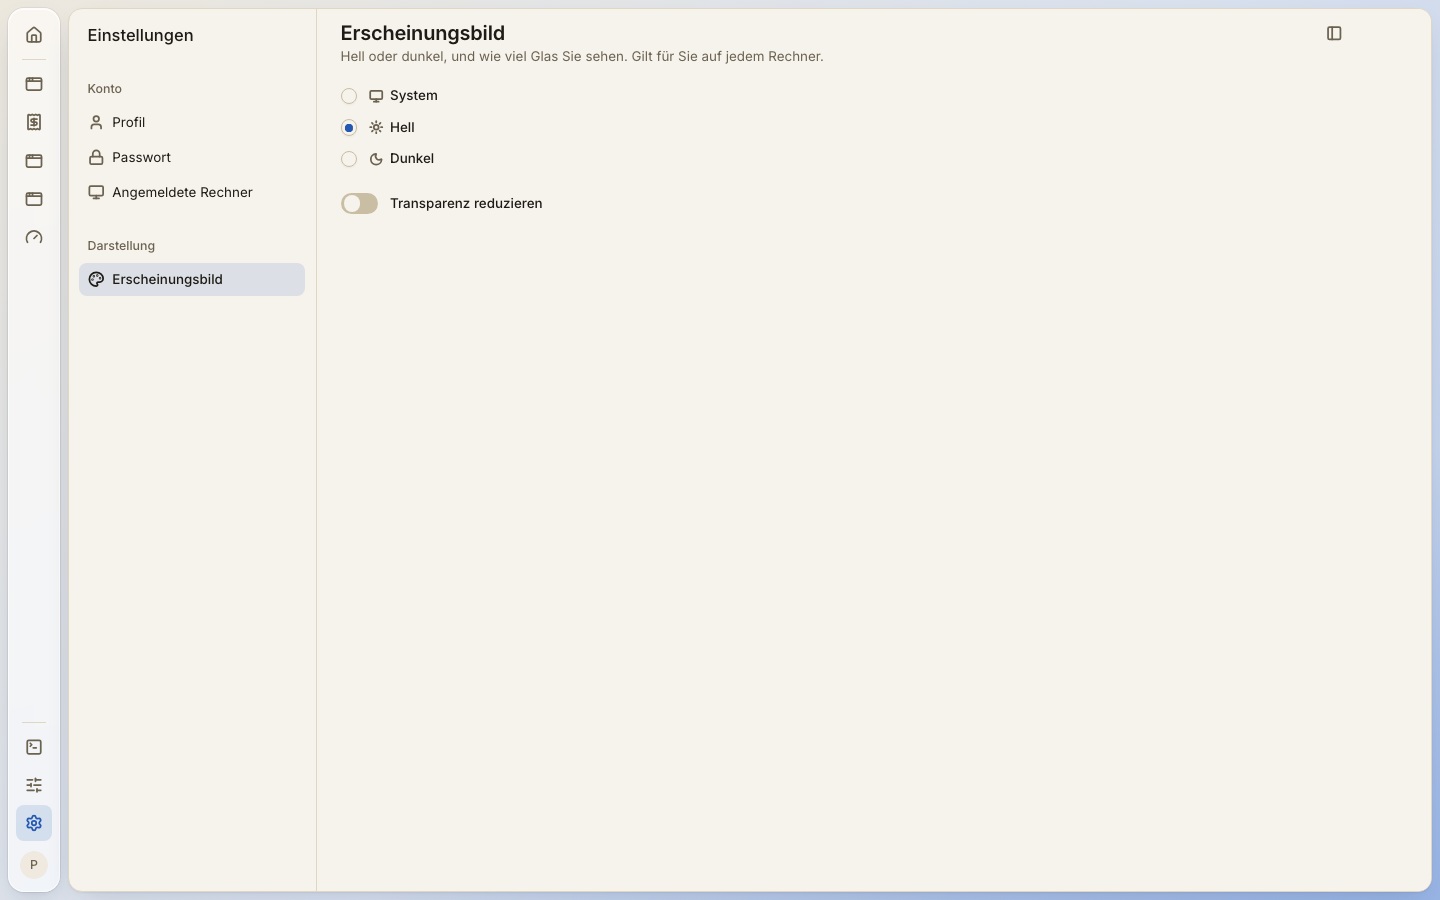 Einstellungen
Konto
Profil
Passwort
Angemeldete Rechner
Darstellung
Erscheinungsbild
P
Erscheinungsbild
Hell oder dunkel, und wie viel Glas Sie sehen. Gilt für Sie auf jedem Rechner.
System
Hell
Dunkel
Transparenz reduzieren